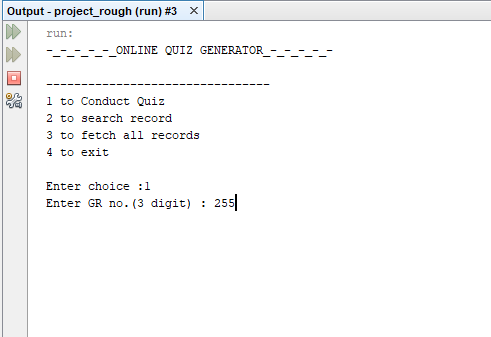 Output - project_rough (run) #3
run:
-_-_-_-_-_ONLINE QUIZ GENERATOR_-_-_-_-_-
--------------------------------
1 to Conduct Quiz
2 to search record
3 to fetch all records
4 to exit
Enter choice :1
Enter GR no.(3 digit) : 255